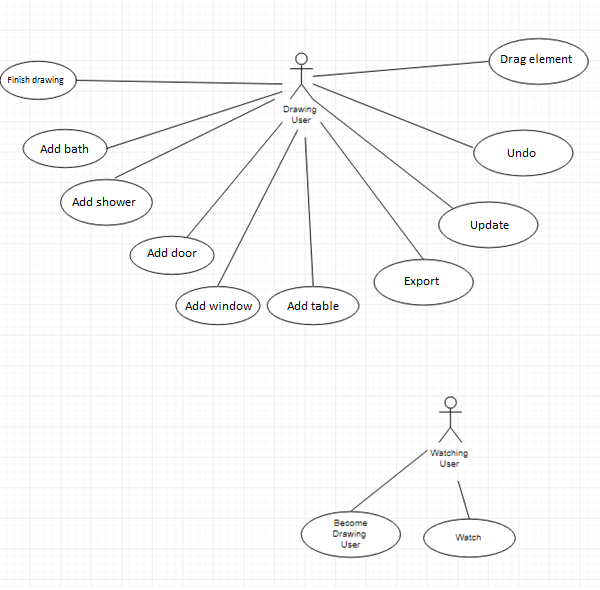 Drag element
Finish drawing
Drawing
User
Add bath
Undo
Add shower
Update
Add door
Export
Add window
Add table
Watching
User
Become
Drawing
User
Watch